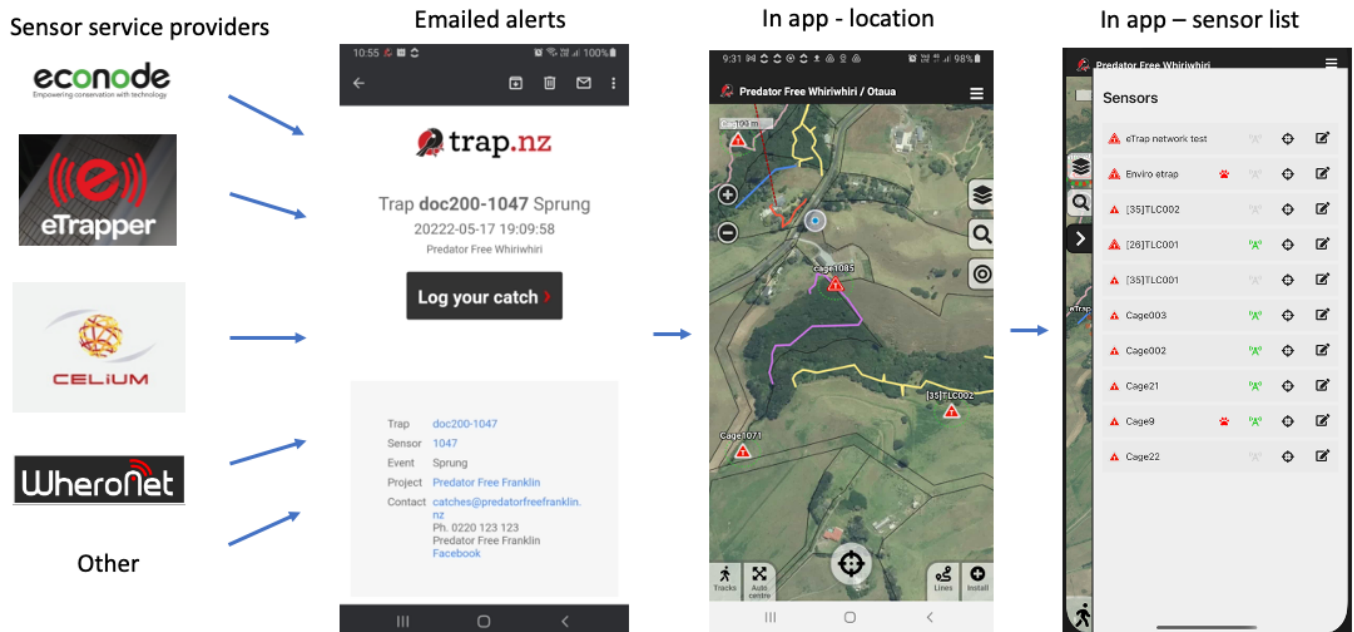 Sensor service providers
econode
Empowering conservation with technology
eTrapper
CELiUM
WheroNet
Other
Emailed alerts
10:55
100%
trap.nz
Trap doc200-1047 Sprung
20222-05-17 19:09:58
Predator Free Whiriwhiri
Log your catch
Trap doc200-1047
Sensor 1047
Event Sprung
Project Predator Free Franklin
Contact catches@predatorfreefranklin.
nz
Ph. 0220 123 123
Predator Free Franklin
Facebook
In app - location
9:31
98%
Predator Free Whiriwhiri / Otaua
100 m
cage1085
[35]TLC002
Cage1071
Tracks
Auto
centre
Lines
Install
In app – sensor list
Predator Free Whiriwhiri
Sensors
eTrap network test
Enviro etrap
[35]TLC002
[26]TLC001
[35]TLC001
Cage003
Cage002
Cage21
Cage9
Cage22
eTrap